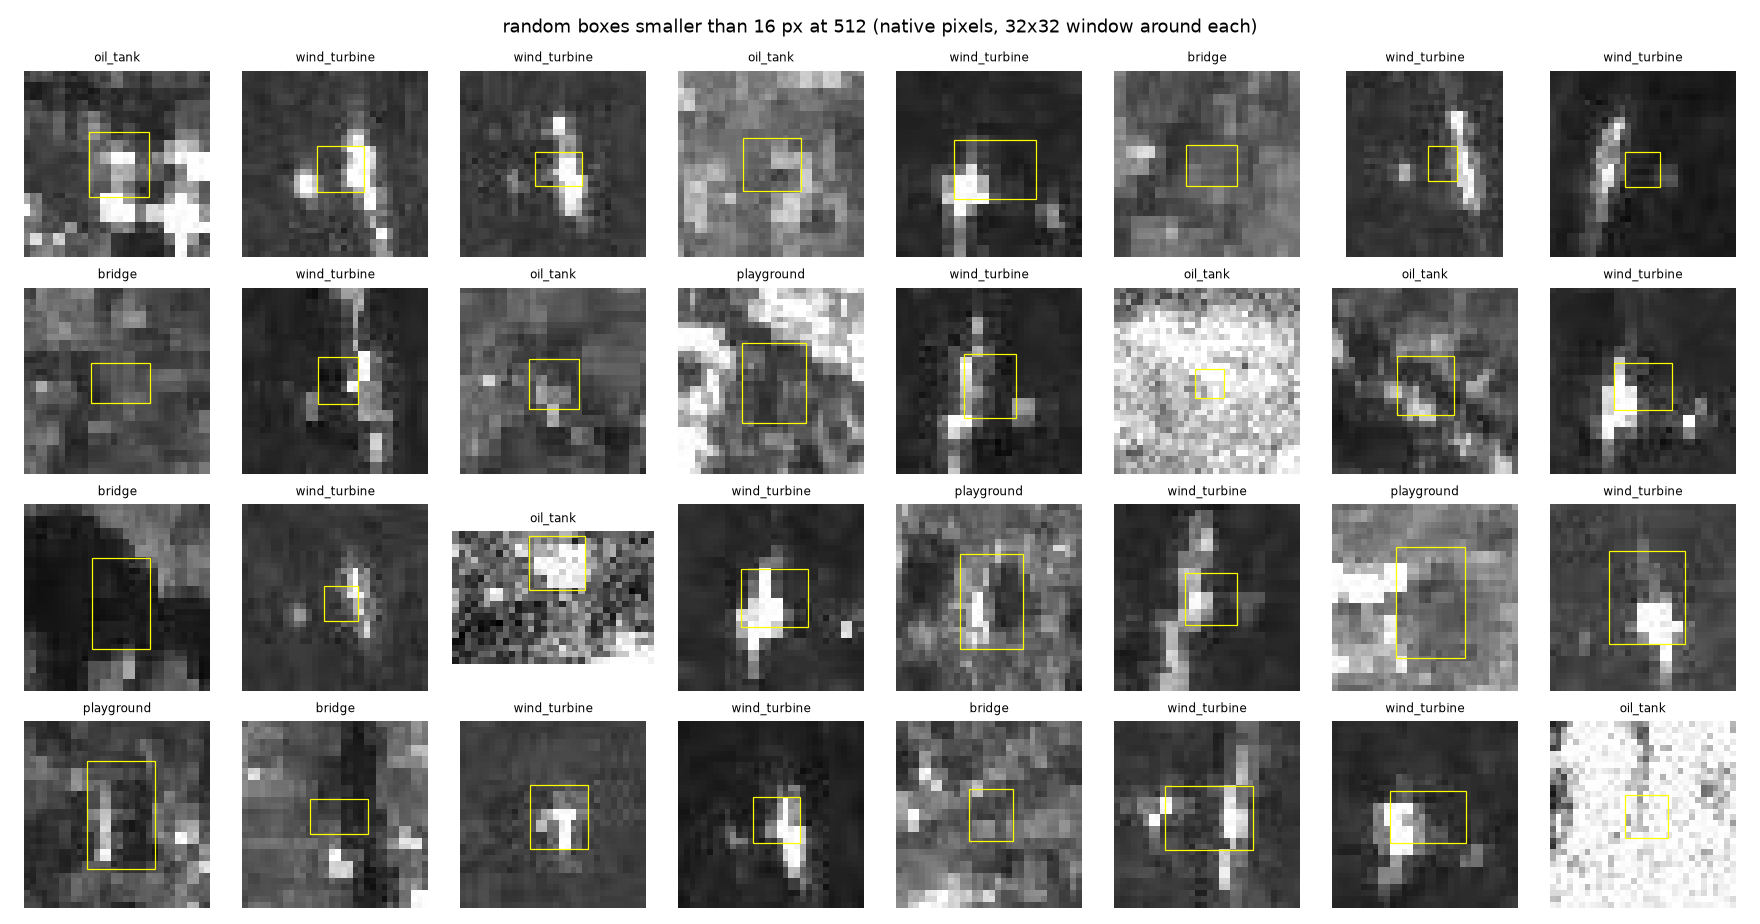 random boxes smaller than 16 px at 512 (native pixels, 32x32 window around each)
oil_tank wind_turbine wind_turbine oil_tank wind_turbine bridge wind_turbine wind_turbine
bridge wind_turbine oil_tank playground wind_turbine oil_tank oil_tank wind_turbine
bridge wind_turbine oil_tank wind_turbine playground wind_turbine playground wind_turbine
playground bridge wind_turbine wind_turbine bridge wind_turbine wind_turbine oil_tank